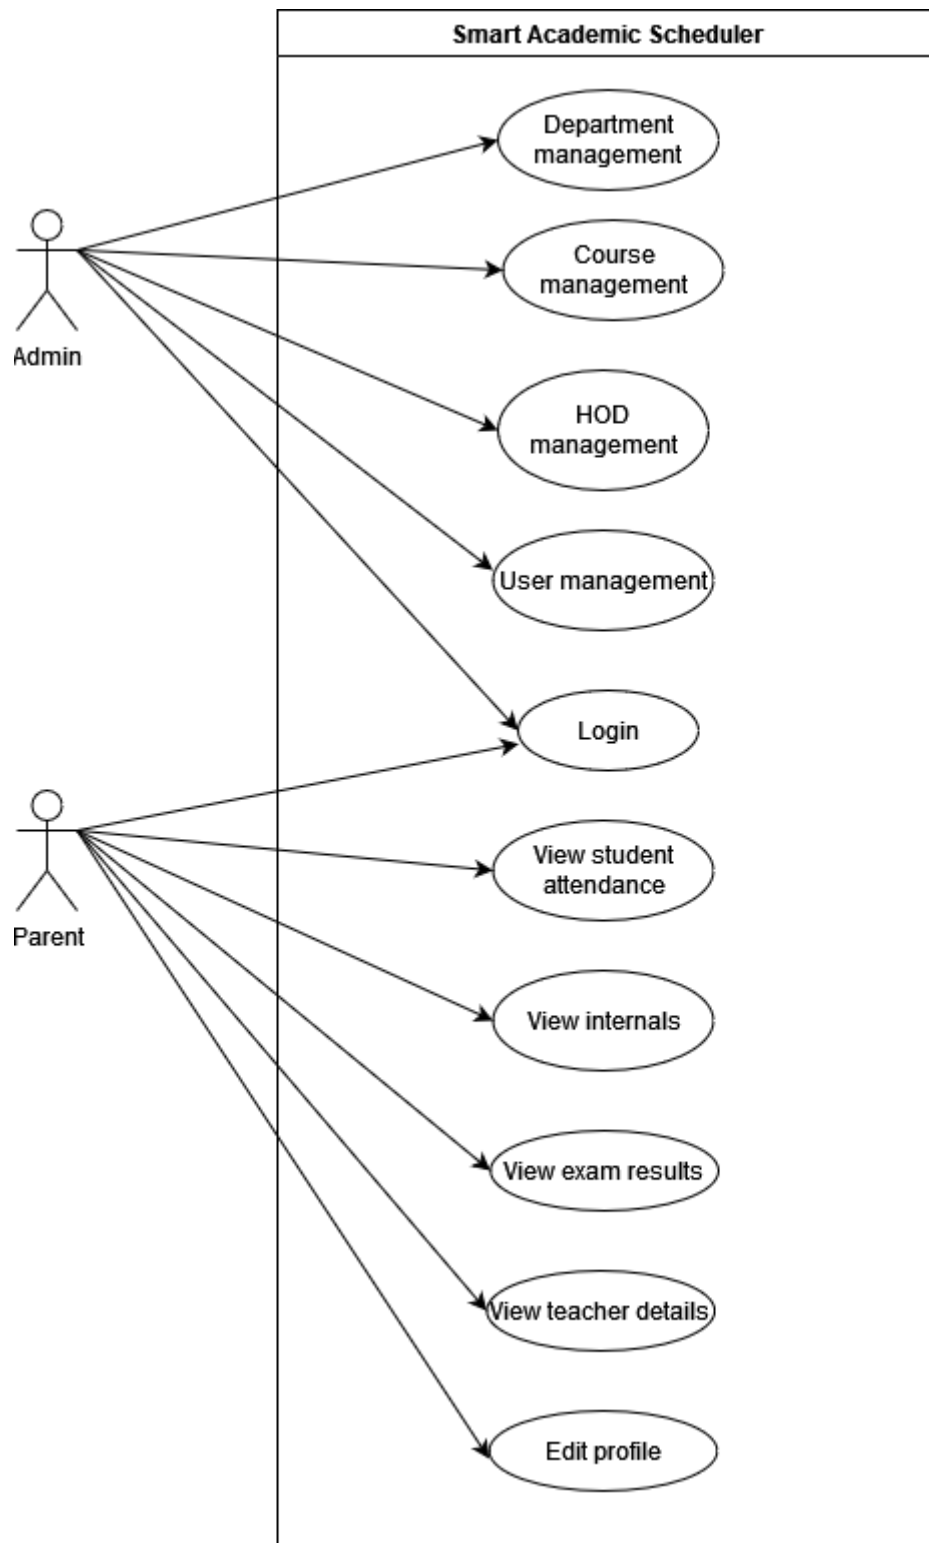 Smart Academic Scheduler
Department
management
Course
management
Admin
HOD
management
User management
Login
View student
attendance
Parent
View internals
View exam results
View teacher details
Edit profile